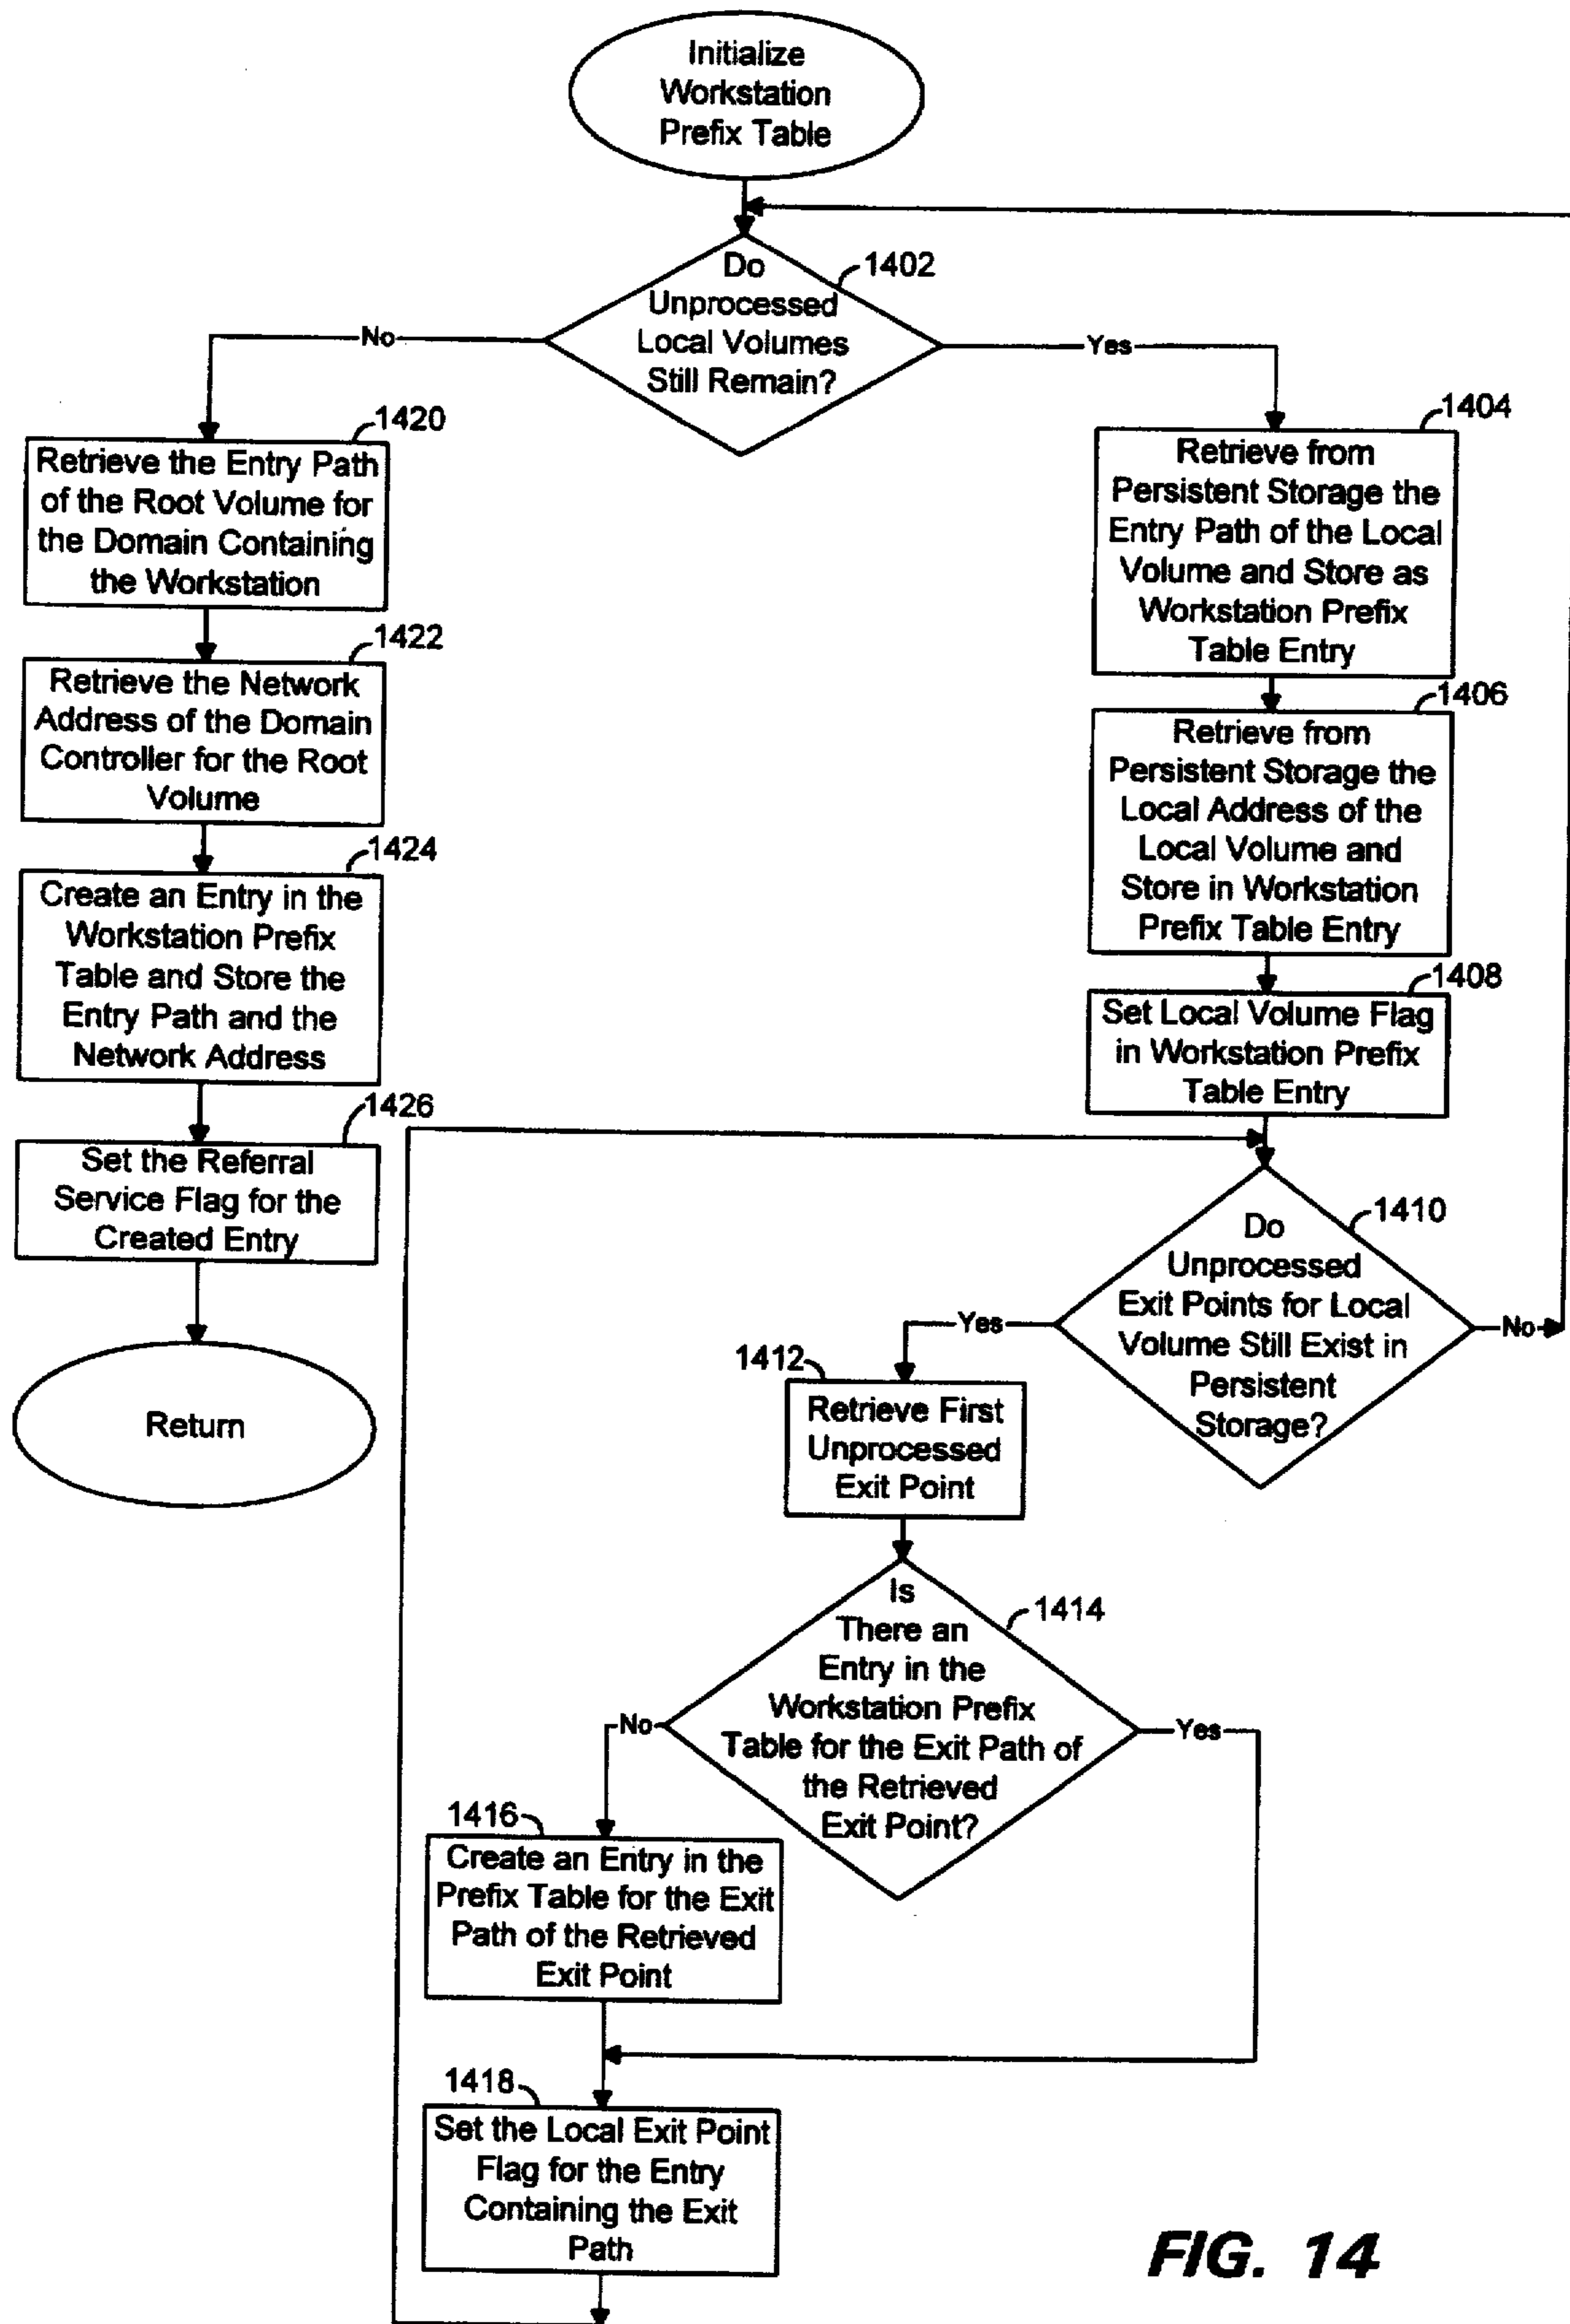 Initialize
Workstation
Prefix Table
1402
Do
Unprocessed
Local Volumes
Still Remain?
No
Yes
1420
Retrieve the Entry Path
of the Root Volume for
the Domain Containing
the Workstation
1422
Retrieve the Network
Address of the Domain
Controller for the Root
Volume
1424
Create an Entry in the
Workstation Prefix
Table and Store the
Entry Path and the
Network Address
1426
Set the Referral
Service Flag for the
Created Entry
Return
1404
Retrieve from
Persistent Storage the
Entry Path of the Local
Volume and Store as
Workstation Prefix
Table Entry
1406
Retrieve from
Persistent Storage the
Local Address of the
Local Volume and
Store in Workstation
Prefix Table Entry
1408
Set Local Volume Flag
in Workstation Prefix
Table Entry
1410
Do
Unprocessed
Exit Points for Local
Volume Still Exist in
Persistent
Storage?
Yes
No
1412
Retrieve First
Unprocessed
Exit Point
1414
Is
There an
Entry in the
Workstation Prefix
Table for the Exit Path of
the Retrieved
Exit Point?
No
Yes
1416
Create an Entry in the
Prefix Table for the Exit
Path of the Retrieved
Exit Point
1418
Set the Local Exit Point
Flag for the Entry
Containing the Exit
Path
FIG. 14